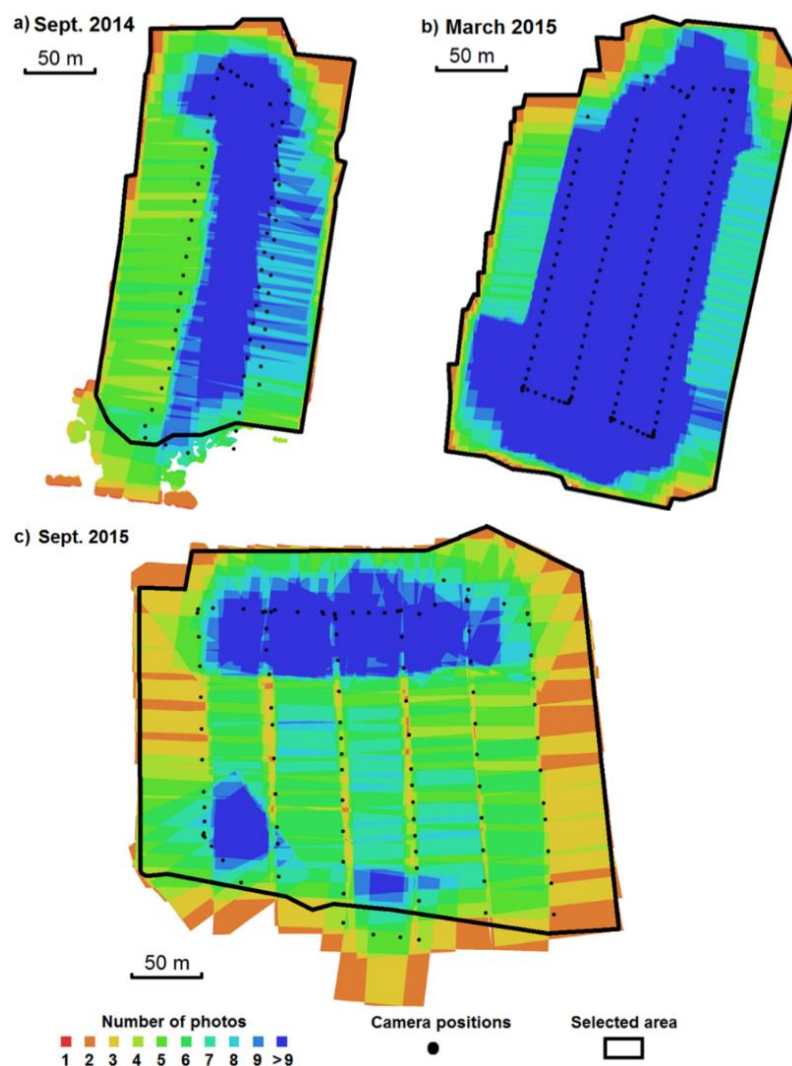 a) Sept. 2014
50 m
b) March 2015
50 m
c) Sept. 2015
50 m
Number of photos
1 2 3 4 5 6 7 8 9 >9
Camera positions
Selected area